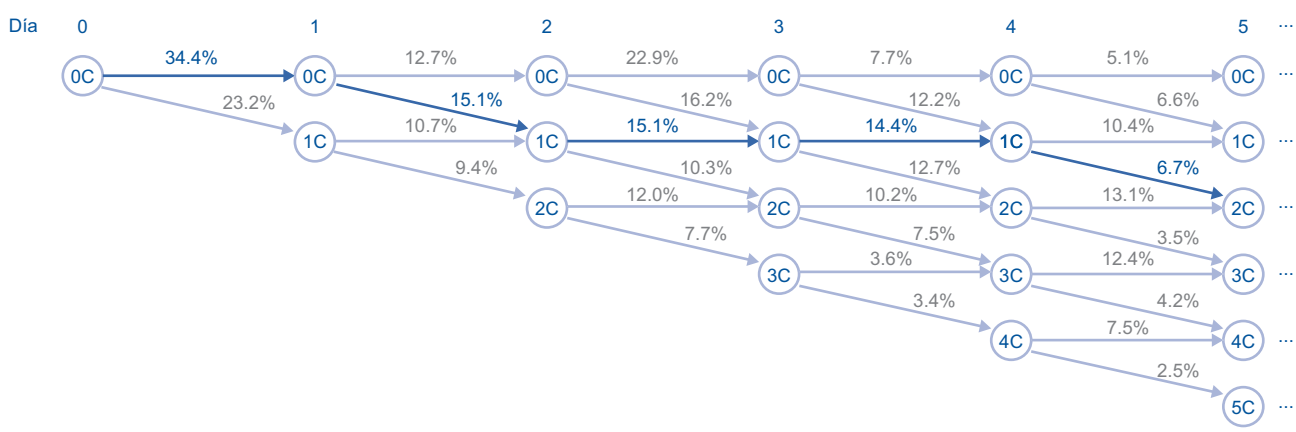 Día 0 1 2 3 4 5 ...
34.4% 12.7% 22.9% 7.7% 5.1%
0C 0C 0C 0C 0C 0C ...
23.2% 15.1% 16.2% 12.2% 6.6%
10.7% 15.1% 14.4% 10.4%
1C 1C 1C 1C 1C ...
9.4% 10.3% 12.7% 6.7%
12.0% 10.2% 13.1%
2C 2C 2C 2C ...
7.7% 7.5% 3.5%
3.6% 12.4%
3C 3C 3C ...
3.4% 4.2%
7.5%
4C 4C ...
2.5%
5C ...